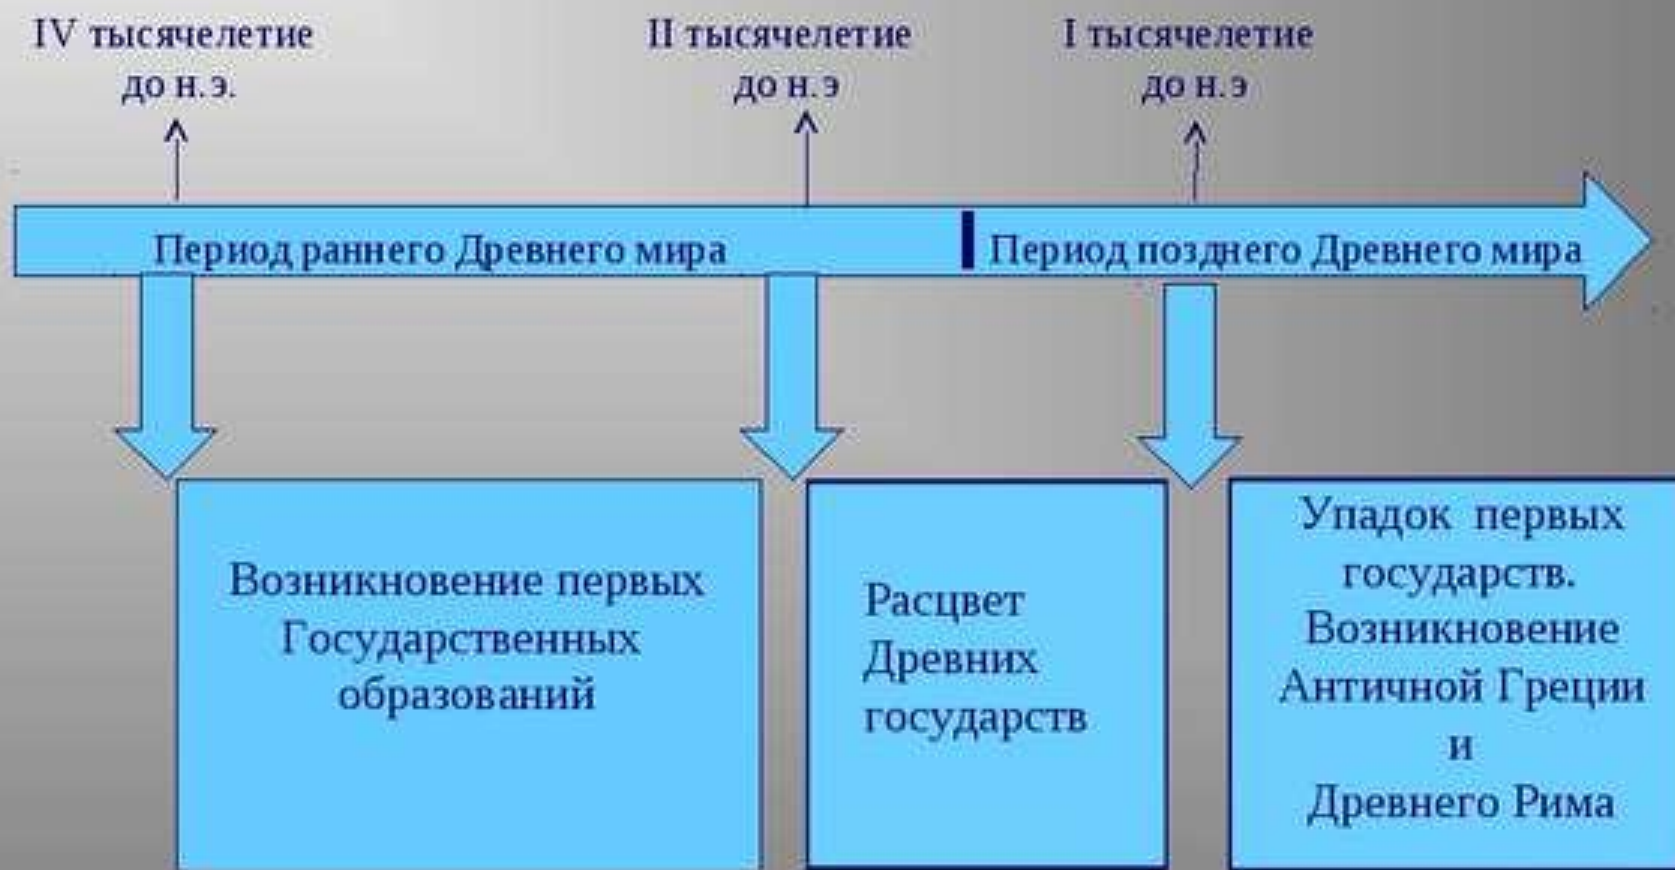 IV тысячелетие
до н.э.
II тысячелетие
до н.э
I тысячелетие
до н.э
Период раннего Древнего мира
Период позднего Древнего мира
Возникновение первых
Государственных
образований
Расцвет
Древних
государств
Упадок первых
государств.
Возникновение
Античной Греции
и
Древнего Рима